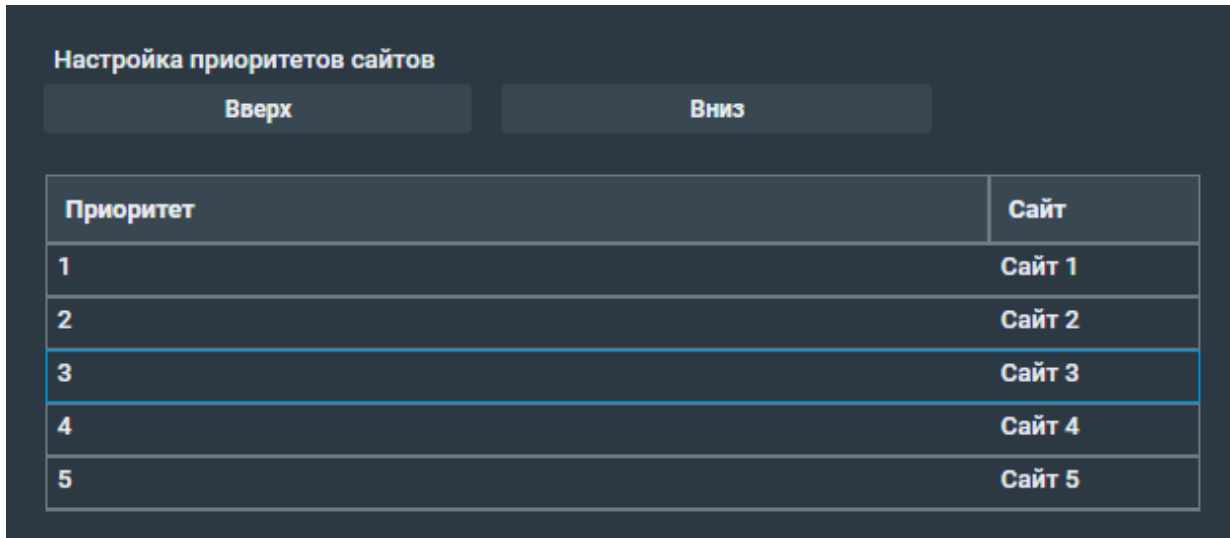 Настройка приоритетов сайтов
Вверх Вниз
Приоритет Сайт
1 Сайт 1
2 Сайт 2
3 Сайт 3
4 Сайт 4
5 Сайт 5